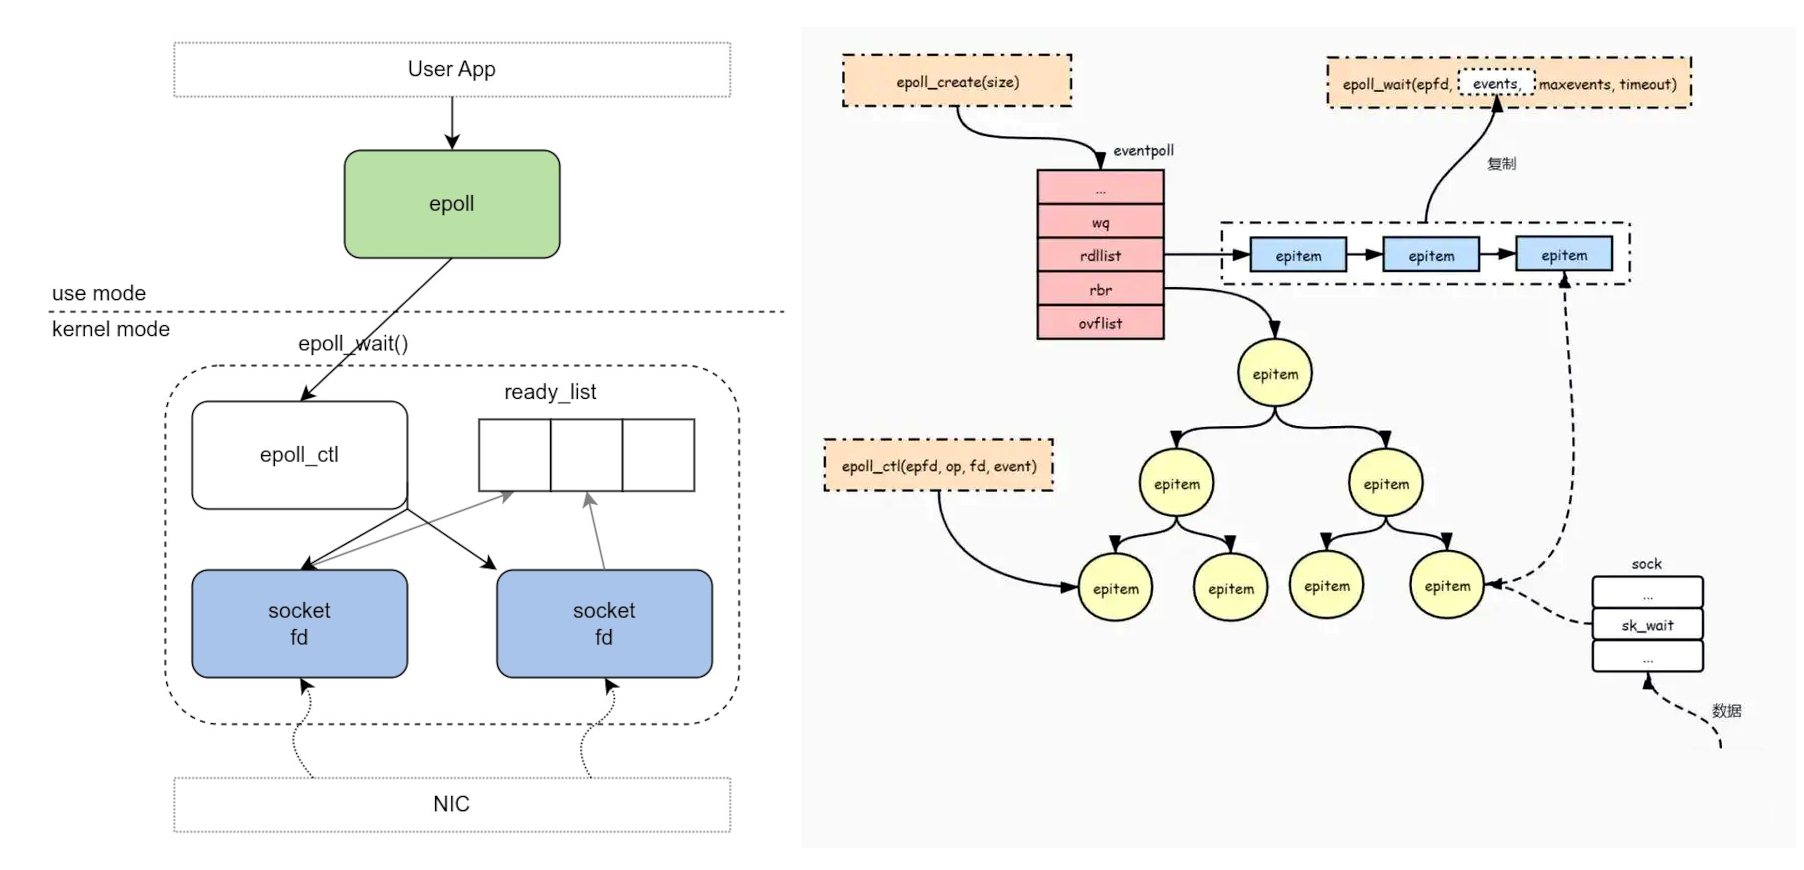 User App
epoll
use mode
kernel mode
epoll_wait()
ready_list
epoll_ctl
socket
fd
socket
fd
NIC
epoll_create(size)
epoll_wait(epfd, events, maxevents, timeout)
eventpoll
复制
...
wq
rdllist
rbr
ovflist
epitem
epitem
epitem
epitem
epoll_ctl(epfd, op, fd, event)
epitem
epitem
epitem
epitem
epitem
epitem
sock
...
sk_wait
...
数据